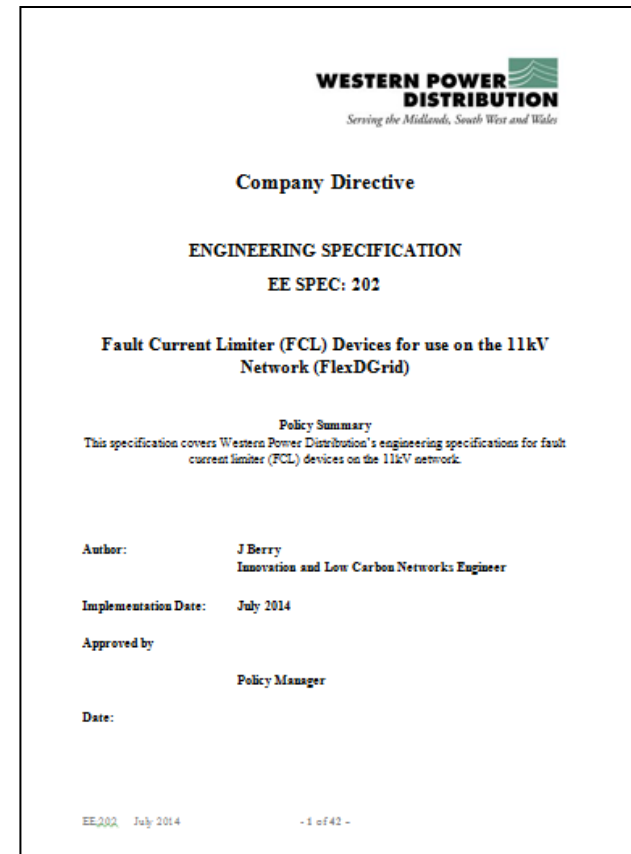 WESTERN POWER
DISTRIBUTION
Serving the Midlands, South West and Wales
Company Directive
ENGINEERING SPECIFICATION
EE SPEC: 202
Fault Current Limiter (FCL) Devices for use on the 11kV
Network (FlexDGrid)
Policy Summary
This specification covers Western Power Distribution's engineering specifications for fault
current limiter (FCL) devices on the 11kV network.
Author: J Berry
Innovation and Low Carbon Networks Engineer
Implementation Date: July 2014
Approved by
Policy Manager
Date:
EE202 July 2014 - 1 of 42 -